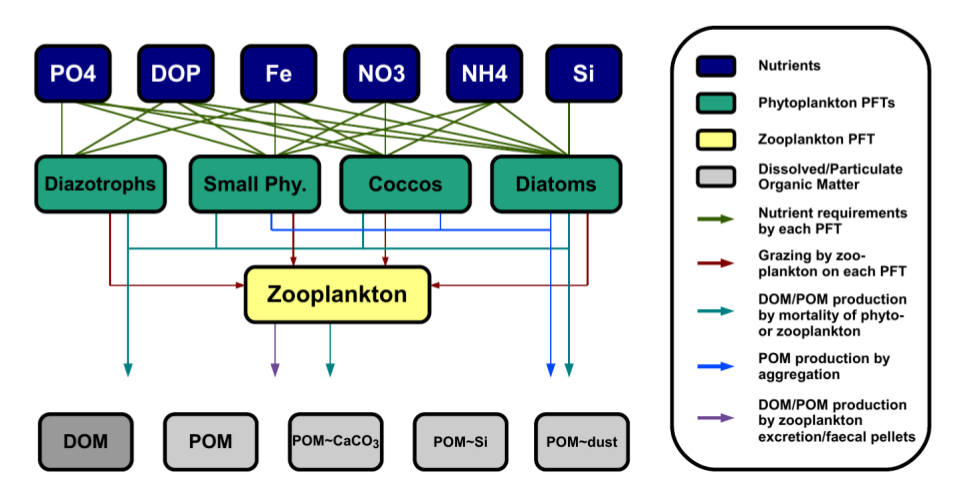 PO4
DOP
Fe
NO3
NH4
Si
Diazotrophs
Small Phy.
Coccos
Diatoms
Zooplankton
DOM
POM
POM~CaCO₃
POM~Si
POM~dust
Nutrients
Phytoplankton PFTs
Zooplankton PFT
Dissolved/Particulate
Organic Matter
Nutrient requirements
by each PFT
Grazing by zoo-
plankton on each PFT
DOM/POM production
by mortality of phyto-
or zooplankton
POM production by
aggregation
DOM/POM production
by zooplankton
excretion/faecal pellets